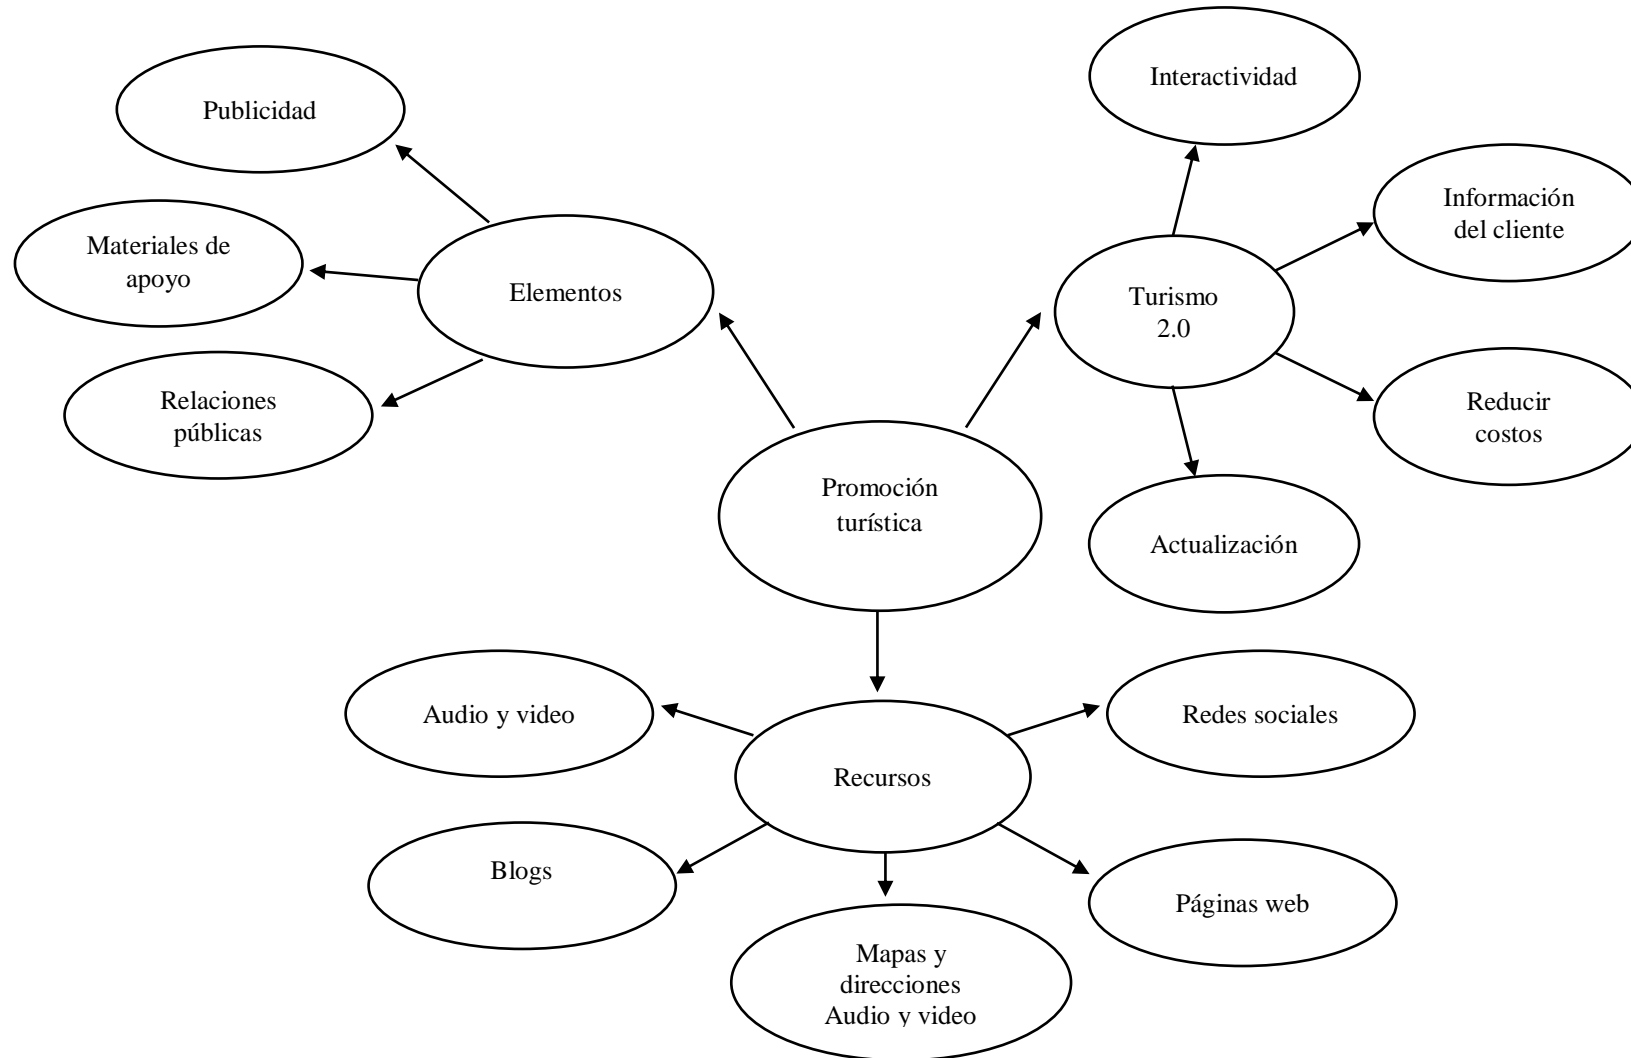 Interactividad
Publicidad
Información
del cliente
Materiales de
apoyo
Elementos
Turismo
2.0
Relaciones
públicas
Reducir
costos
Promoción
turística
Actualización
Audio y video
Redes sociales
Recursos
Blogs
Páginas web
Mapas y
direcciones
Audio y video